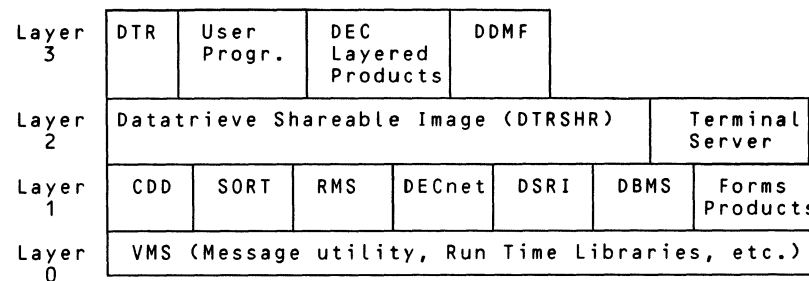 Layer DTR User DEC DDMF
3 Progr. Layered
Products
Layer Datatrieve Shareable Image (DTRSHR) Terminal
2 Server
Layer CDD SORT RMS DECnet DSRI DBMS Forms
1 Products
Layer VMS (Message utility, Run Time Libraries, etc.)
0